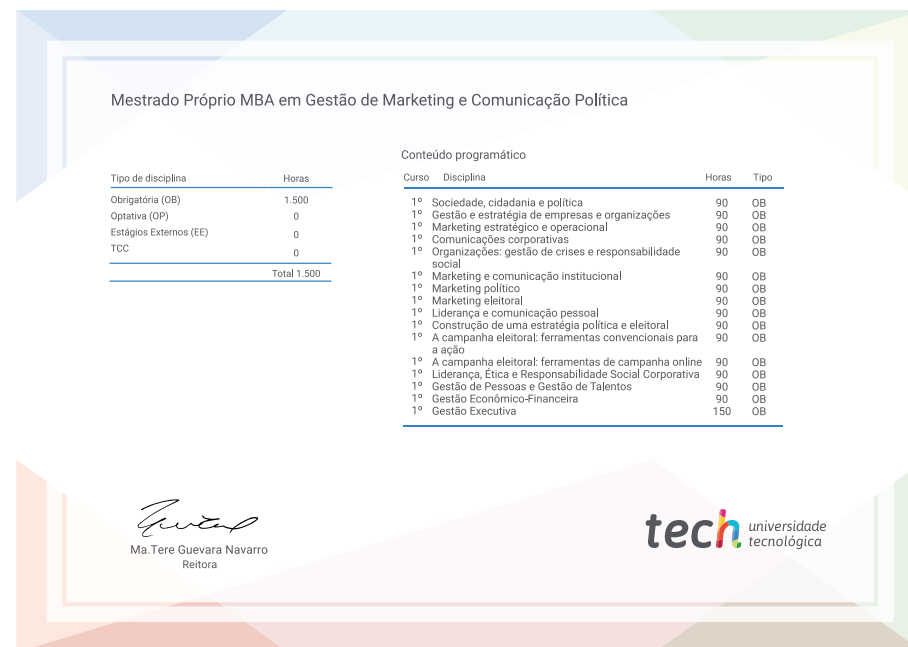 Mestrado Próprio MBA em Gestão de Marketing e Comunicação Política
Tipo de disciplina Horas
Obrigatória (OB) 1.500
Optativa (OP) 0
Estágios Externos (EE) 0
TCC 0
Total 1.500
Conteúdo programático
Curso Disciplina Horas Tipo
1º Sociedade, cidadania e política 90 OB
1º Gestão e estratégia de empresas e organizações 90 OB
1º Marketing estratégico e operacional 90 OB
1º Comunicações corporativas 90 OB
1º Organizações: gestão de crises e responsabilidade 90 OB
social
1º Marketing e comunicação institucional 90 OB
1º Marketing político 90 OB
1º Marketing eleitoral 90 OB
1º Liderança e comunicação pessoal 90 OB
1º Construção de uma estratégia política e eleitoral 90 OB
1º A campanha eleitoral: ferramentas convencionais para 90 OB
a ação
1º A campanha eleitoral: ferramentas de campanha online 90 OB
1º Liderança, Ética e Responsabilidade Social Corporativa 90 OB
1º Gestão de Pessoas e Gestão de Talentos 90 OB
1º Gestão Econômico-Financeira 90 OB
1º Gestão Executiva 150 OB
Ma.Tere Guevara Navarro
Reitora
tech universidade
tecnológica